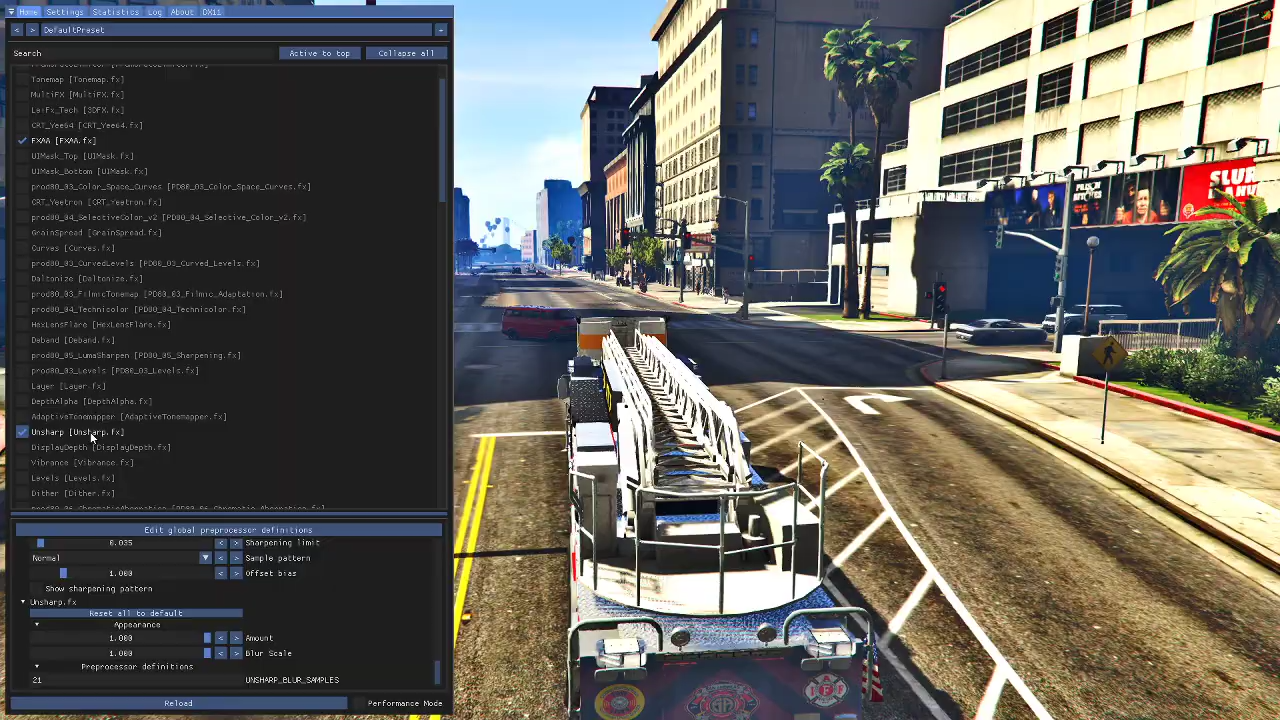 Home Settings Statistics Log About DX11
< > DefaultPreset +
Search Active to top Collapse all
Tonemap [Tonemap.fx]
MultiFX [MultiFX.fx]
LeiFx_Tech [3DFX.fx]
CRT_Yee64 [CRT_Yee64.fx]
FXAA [FXAA.fx]
UIMask_Top [UIMask.fx]
UIMask_Bottom [UIMask.fx]
prod80_03_Color_Space_Curves [PD80_03_Color_Space_Curves.fx]
CRT_Yeetron [CRT_Yeetron.fx]
prod80_04_SelectiveColor_v2 [PD80_04_Selective_Color_v2.fx]
GrainSpread [GrainSpread.fx]
Curves [Curves.fx]
prod80_03_CurvedLevels [PD80_03_Curved_Levels.fx]
Daltonize [Daltonize.fx]
prod80_03_FilmicTonemap [PD80_03_Filmic_Adaptation.fx]
prod80_04_Technicolor [PD80_04_Technicolor.fx]
HexLensFlare [HexLensFlare.fx]
Deband [Deband.fx]
prod80_05_LumaSharpen [PD80_05_Sharpening.fx]
prod80_03_Levels [PD80_03_Levels.fx]
Layer [Layer.fx]
DepthAlpha [DepthAlpha.fx]
AdaptiveTonemapper [AdaptiveTonemapper.fx]
Unsharp [Unsharp.fx]
DisplayDepth [DisplayDepth.fx]
Vibrance [Vibrance.fx]
Levels [Levels.fx]
Dither [Dither.fx]
prod80_06_ChromaticAberration [PD80_06_Chromatic_Aberration.fx]
Edit global preprocessor definitions
0.035 < > Sharpening limit
Normal < > Sample pattern
1.000 < > Offset bias
Show sharpening pattern
Unsharp.fx
Reset all to default
Appearance
1.000 < > Amount
1.000 < > Blur Scale
Preprocessor definitions
21 UNSHARP_BLUR_SAMPLES
Reload Performance Mode